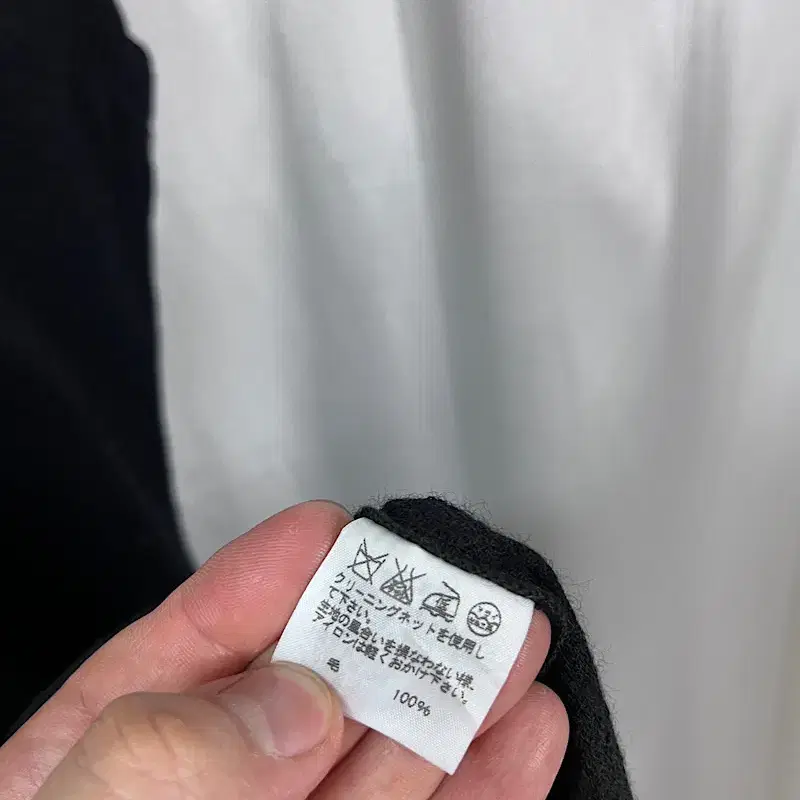 クリーニングネットを使用し
て下さい。
生地の風合いを損なわない様、
アイロンは軽くおかけ下さい。
毛 100%